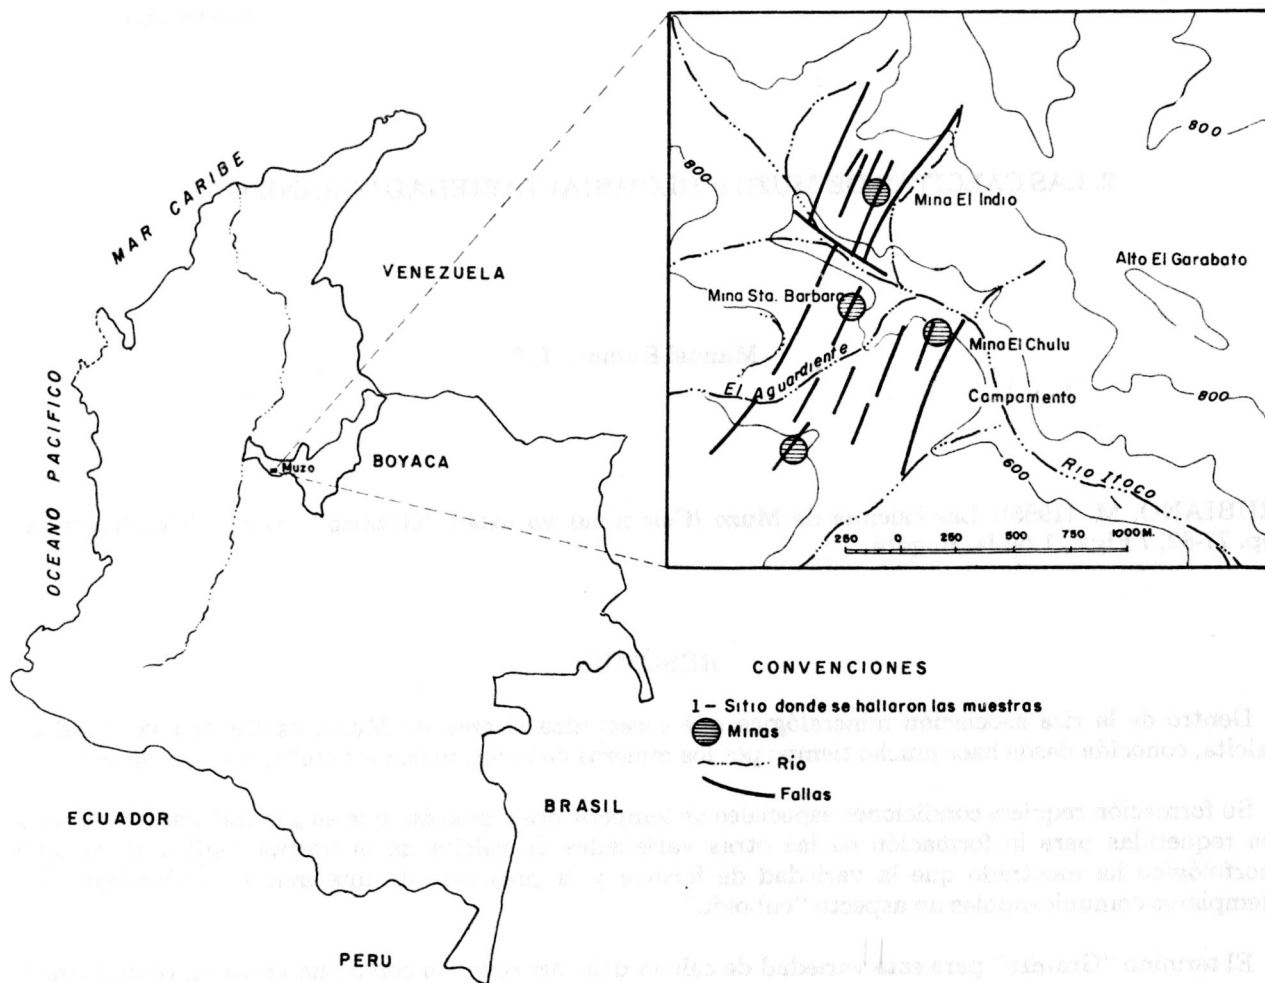 MAR CARIBE
VENEZUELA
OCEANO PACIFICO
Muzo
BOYACA
ECUADOR
BRASIL
PERU
800
800
Mina El Indio
Alto El Garabato
Mina Sta. Barbara
Mina El Chulu
El Aguardiente
Campamento
800
600
Rio Itoco
250 0 250 500 750 1000 M.
CONVENCIONES
1 – Sitio donde se hallaron las muestras
Minas
Río
Fallas